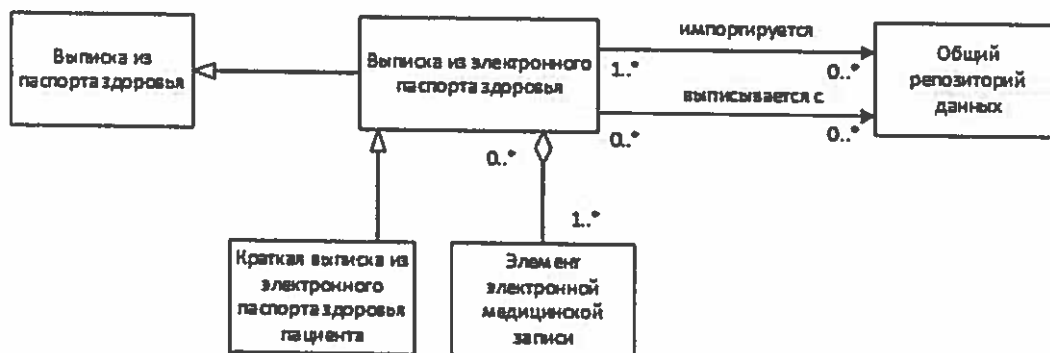 Выписка из
паспорта здоровья
Выписка из электронного
паспорта здоровья
импортируется
1..*
0..*
выписывается с
0..*
0..*
Общий
репозиторий
данных
0..*
1..*
Краткая выписка из
электронного
паспорта здоровья
пациента
Элемент
электронной
медицинской
записи